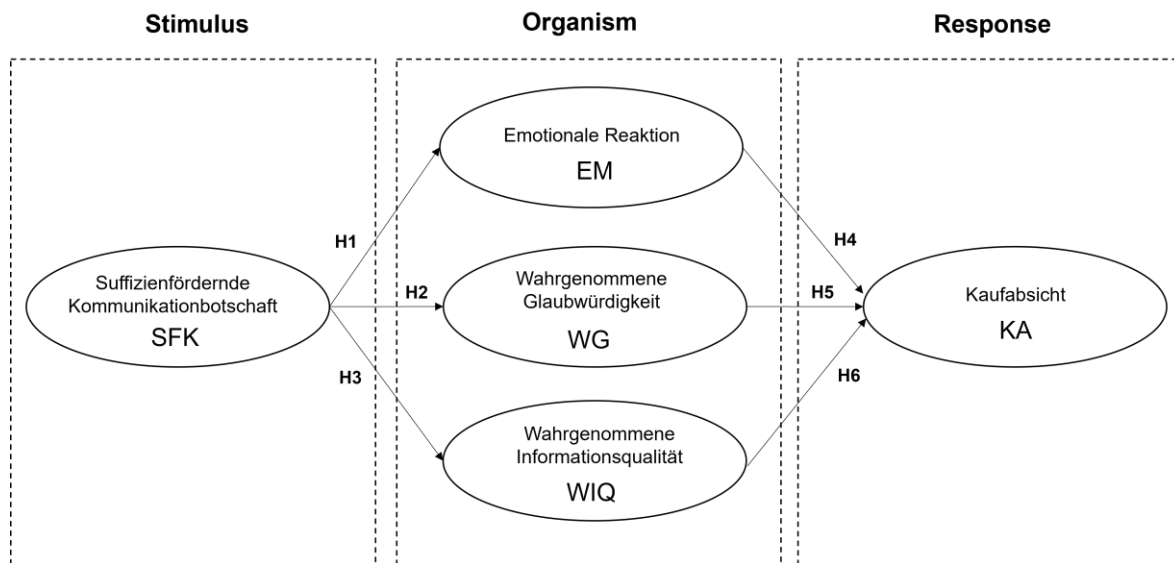 Stimulus
Organism
Response
Emotionale Reaktion
EM
H1
H4
Suffizienfördernde
Kommunikationbotschaft
SFK
H2
Wahrgenommene
Glaubwürdigkeit
WG
H5
Kaufabsicht
KA
H3
H6
Wahrgenommene
Informationsqualität
WIQ